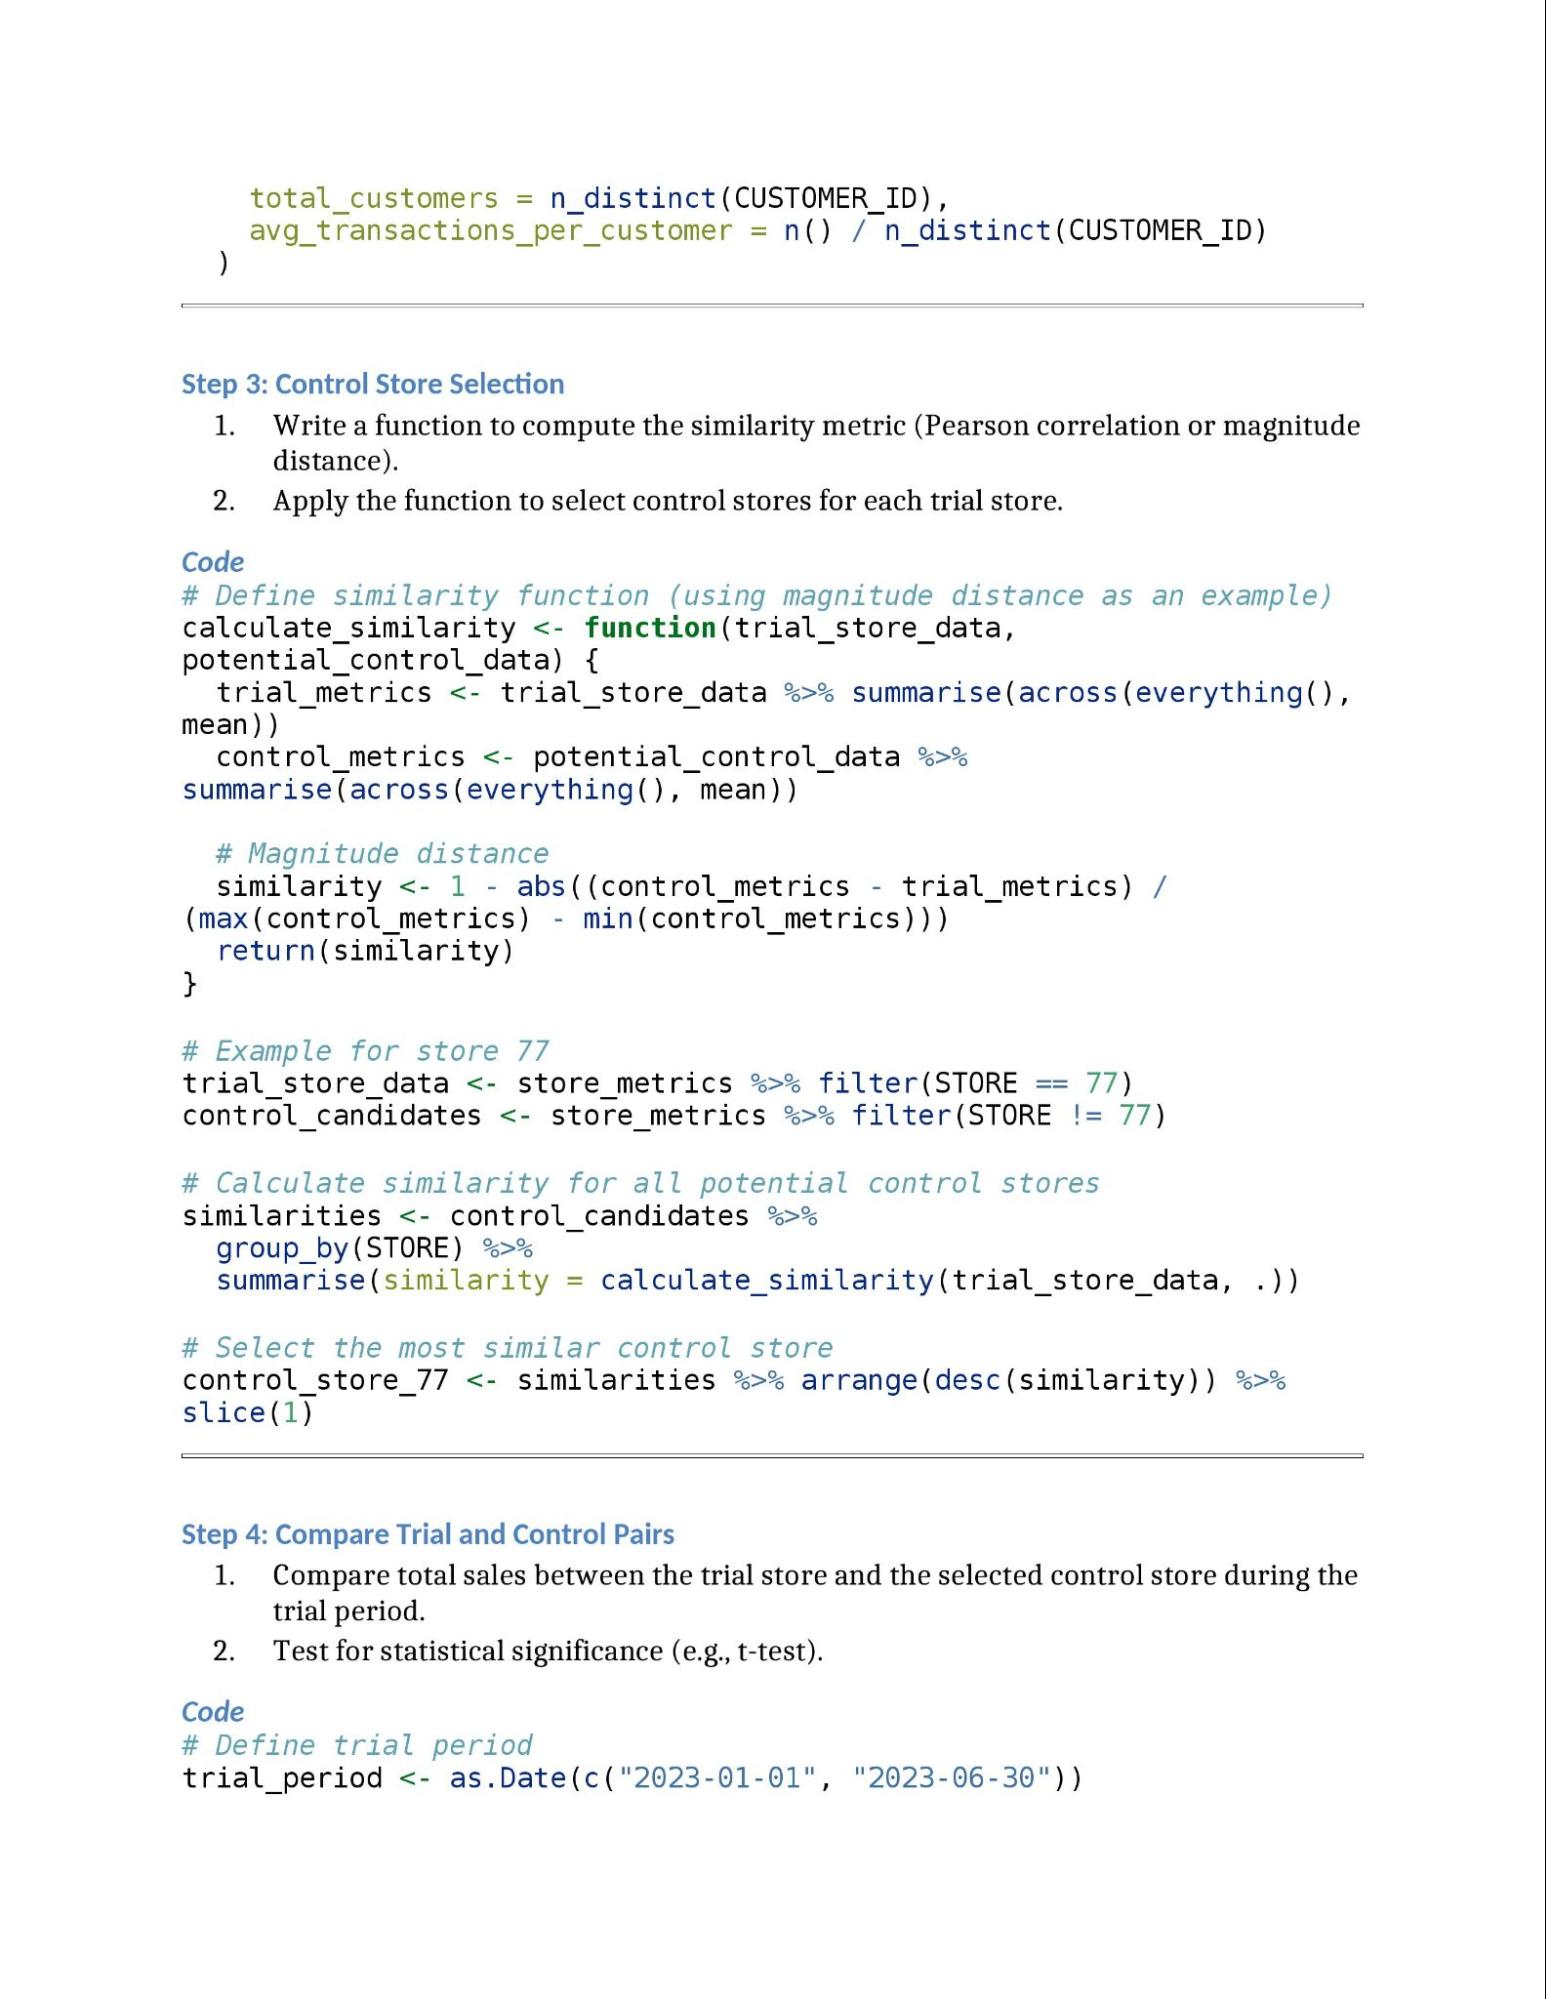 total_customers = n_distinct(CUSTOMER_ID),
avg_transactions_per_customer = n() / n_distinct(CUSTOMER_ID)
)
Step 3: Control Store Selection
1. Write a function to compute the similarity metric (Pearson correlation or magnitude
distance).
2. Apply the function to select control stores for each trial store.
Code
# Define similarity function (using magnitude distance as an example)
calculate_similarity <- function(trial_store_data,
potential_control_data) {
trial_metrics <- trial_store_data %>% summarise(across(everything(),
mean))
control_metrics <- potential_control_data %>%
summarise(across(everything(), mean))
# Magnitude distance
similarity <- 1 - abs((control_metrics - trial_metrics) /
(max(control_metrics) - min(control_metrics)))
return(similarity)
}
# Example for store 77
trial_store_data <- store_metrics %>% filter(STORE == 77)
control_candidates <- store_metrics %>% filter(STORE != 77)
# Calculate similarity for all potential control stores
similarities <- control_candidates %>%
group_by(STORE) %>%
summarise(similarity = calculate_similarity(trial_store_data, .))
# Select the most similar control store
control_store_77 <- similarities %>% arrange(desc(similarity)) %>%
slice(1)
Step 4: Compare Trial and Control Pairs
1. Compare total sales between the trial store and the selected control store during the
trial period.
2. Test for statistical significance (e.g., t-test).
Code
# Define trial period
trial_period <- as.Date(c("2023-01-01", "2023-06-30"))